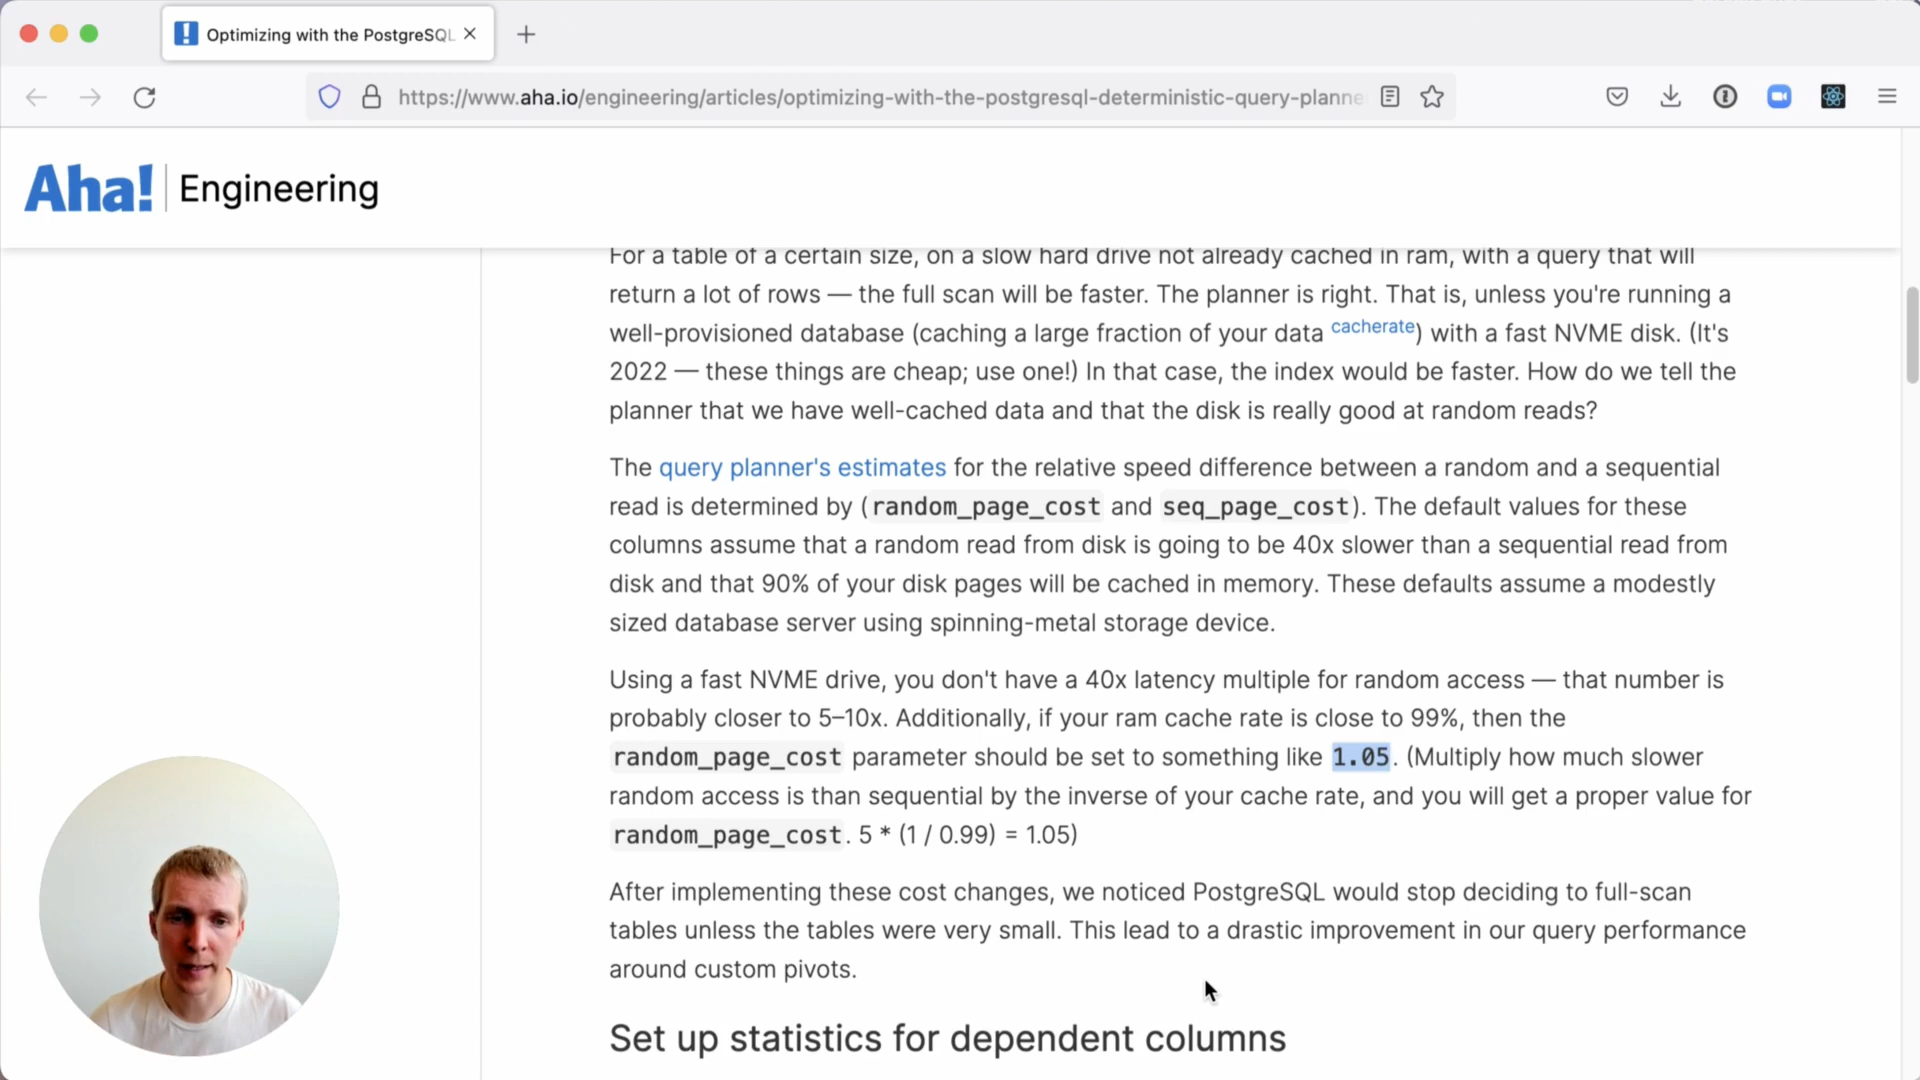 Optimizing with the PostgreSQL
https://www.aha.io/engineering/articles/optimizing-with-the-postgresql-deterministic-query-planne
Aha! Engineering
For a table of a certain size, on a slow hard drive not already cached in ram, with a query that will
return a lot of rows — the full scan will be faster. The planner is right. That is, unless you're running a
well-provisioned database (caching a large fraction of your data cacherate) with a fast NVME disk. (It's
2022 — these things are cheap; use one!) In that case, the index would be faster. How do we tell the
planner that we have well-cached data and that the disk is really good at random reads?
The query planner's estimates for the relative speed difference between a random and a sequential
read is determined by (random_page_cost and seq_page_cost). The default values for these
columns assume that a random read from disk is going to be 40x slower than a sequential read from
disk and that 90% of your disk pages will be cached in memory. These defaults assume a modestly
sized database server using spinning-metal storage device.
Using a fast NVME drive, you don't have a 40x latency multiple for random access — that number is
probably closer to 5–10x. Additionally, if your ram cache rate is close to 99%, then the
random_page_cost parameter should be set to something like 1.05. (Multiply how much slower
random access is than sequential by the inverse of your cache rate, and you will get a proper value for
random_page_cost. 5 * (1 / 0.99) = 1.05)
After implementing these cost changes, we noticed PostgreSQL would stop deciding to full-scan
tables unless the tables were very small. This lead to a drastic improvement in our query performance
around custom pivots.
Set up statistics for dependent columns